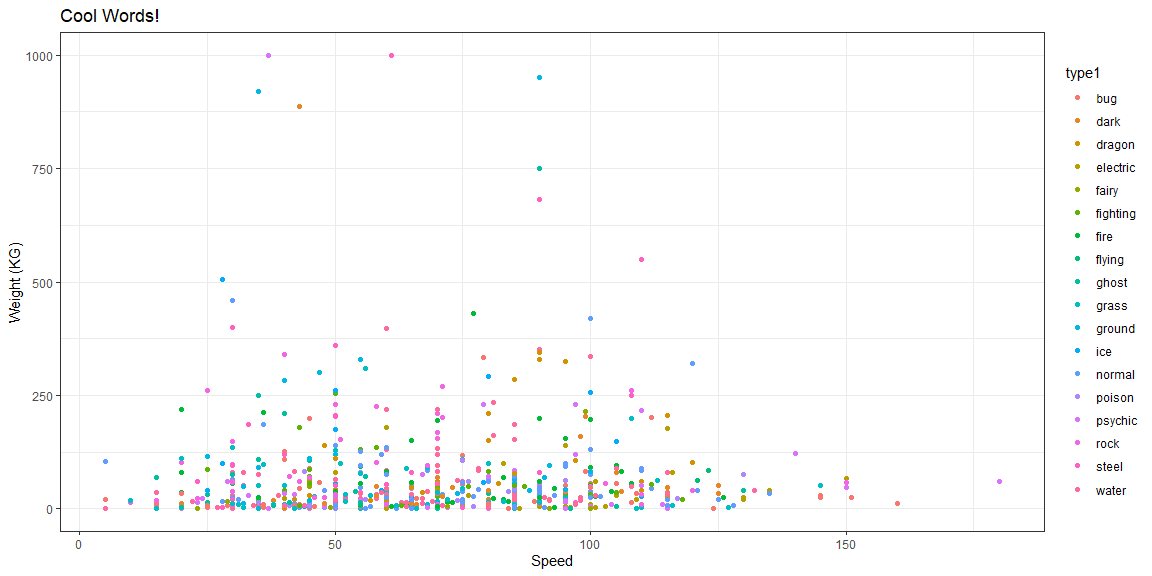 Cool Words!
Weight (KG)
1000
750
500
250
0
0
50
100
150
Speed
type1
bug
dark
dragon
electric
fairy
fighting
fire
flying
ghost
grass
ground
ice
normal
poison
psychic
rock
steel
water